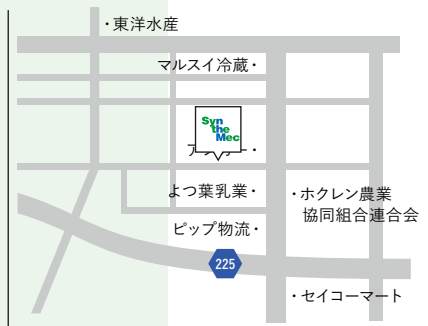 ・東洋水産
マルスイ冷蔵・
Syn
the
Mec
よつ葉乳業・
・ホクレン農業
協同組合連合会
ピップ物流・
225
・セイコーマート